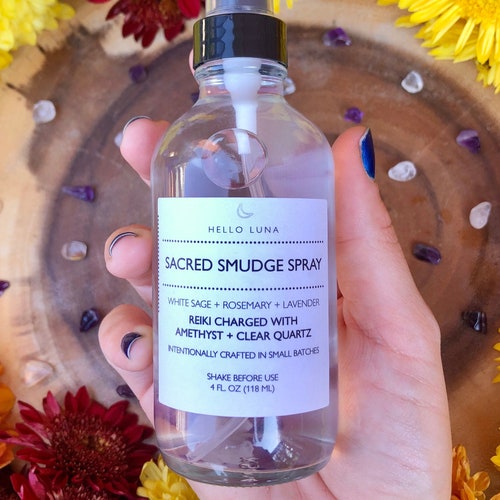 HELLO LUNA
SACRED SMUDGE SPRAY
WHITE SAGE + ROSEMARY + LAVENDER
REIKI CHARGED WITH
AMETHYST + CLEAR QUARTZ
INTENTIONALLY CRAFTED IN SMALL BATCHES
SHAKE BEFORE USE
4 FL. OZ (118 ML)